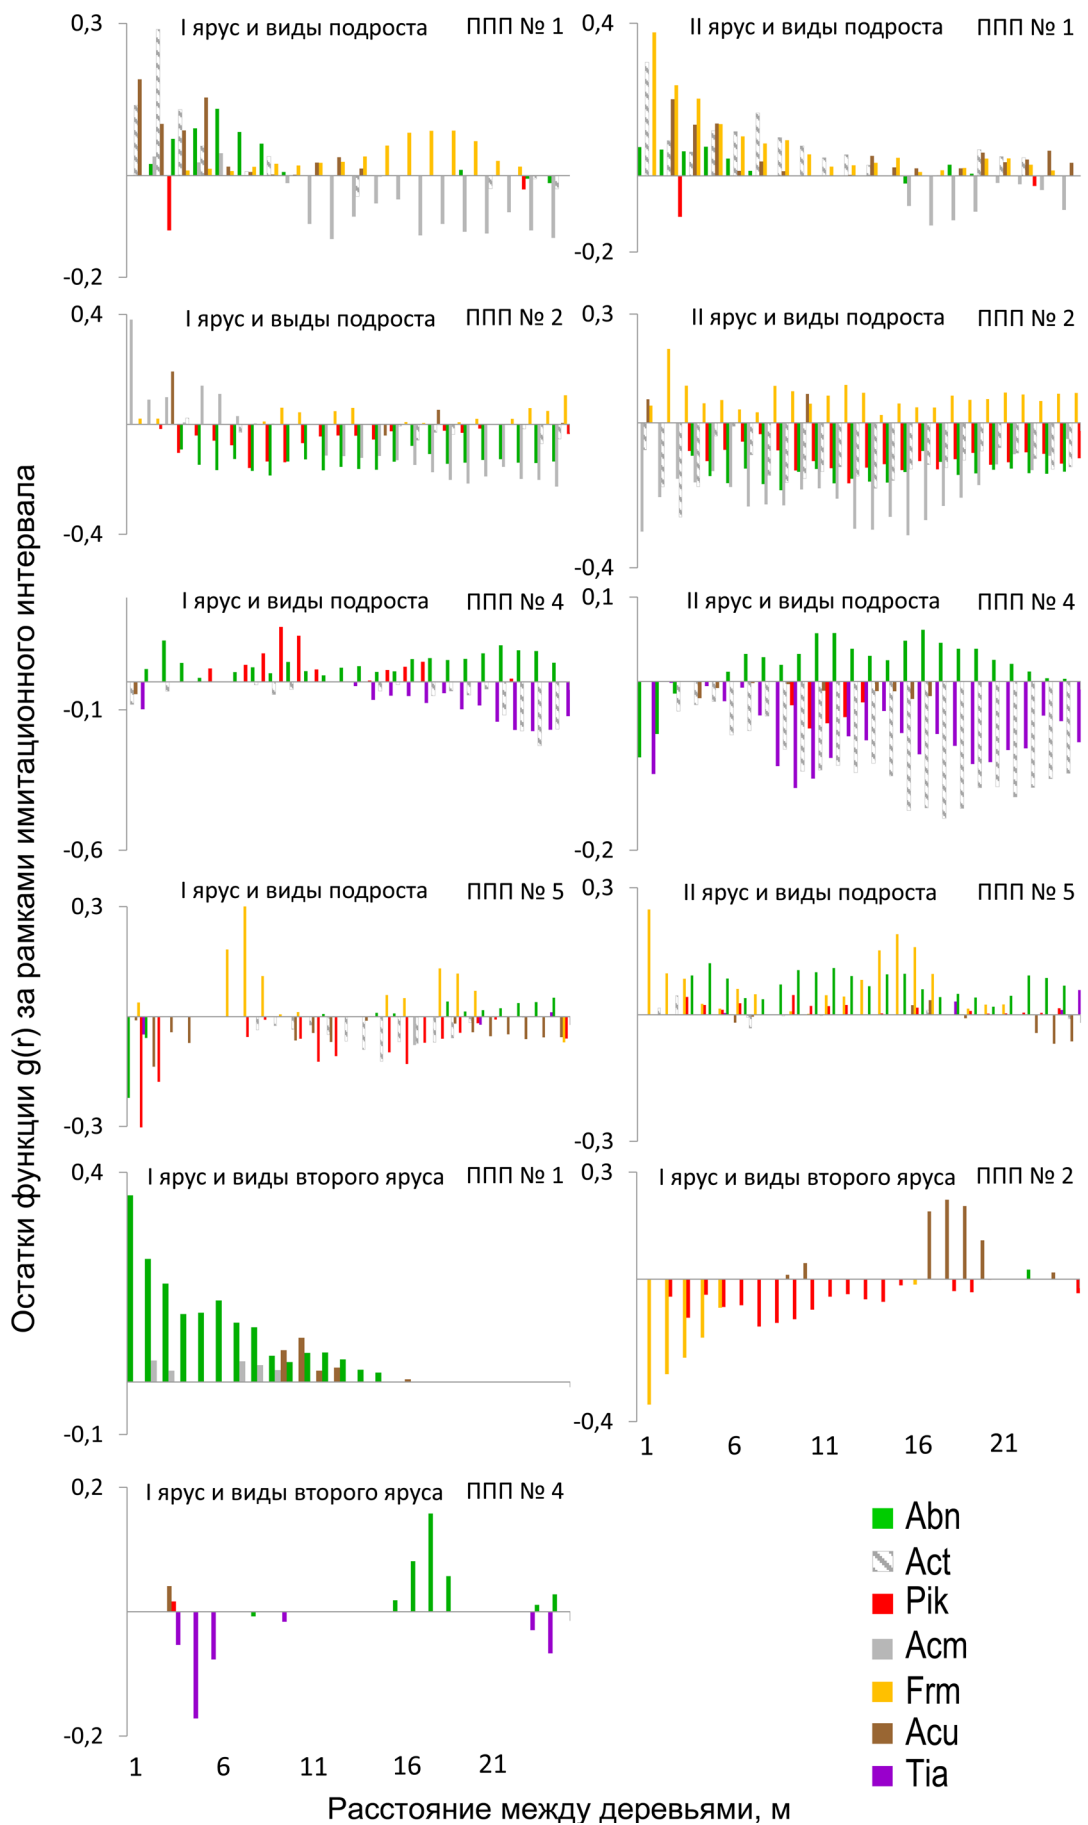 Остатки функции g(r) за рамками имитационного интервала
0,3
I ярус и виды подроста ППП № 1
-0,2
0,4
II ярус и виды подроста ППП № 1
-0,2
0,4
I ярус и выды подроста ППП № 2
-0,4
0,3
II ярус и виды подроста ППП № 2
-0,4
I ярус и виды подроста ППП № 4
-0,1
-0,6
0,1
II ярус и виды подроста ППП № 4
-0,2
I ярус и виды подроста ППП № 5
0,3
-0,3
0,3
II ярус и виды подроста ППП № 5
-0,3
0,4
I ярус и виды второго яруса ППП № 1
-0,1
0,3
I ярус и виды второго яруса ППП № 2
-0,4
1 6 11 16 21
0,2
I ярус и виды второго яруса ППП № 4
-0,2
1 6 11 16 21
Abn
Act
Pik
Acm
Frm
Acu
Tia
Расстояние между деревьями, м